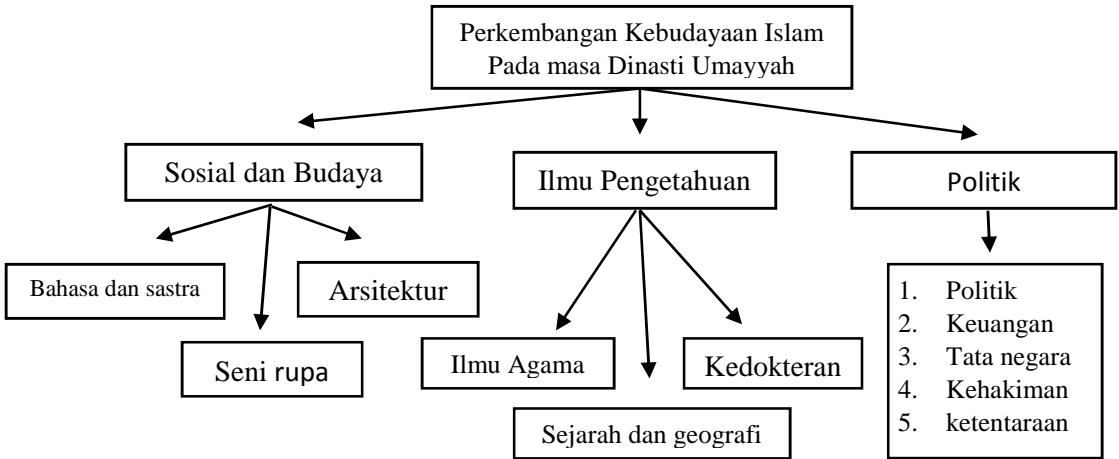 Perkembangan Kebudayaan Islam
Pada masa Dinasti Umayyah
Sosial dan Budaya
Ilmu Pengetahuan
Politik
Bahasa dan sastra
Arsitektur
Seni rupa
Ilmu Agama
Kedokteran
Sejarah dan geografi
1. Politik
2. Keuangan
3. Tata negara
4. Kehakiman
5. ketentaraan